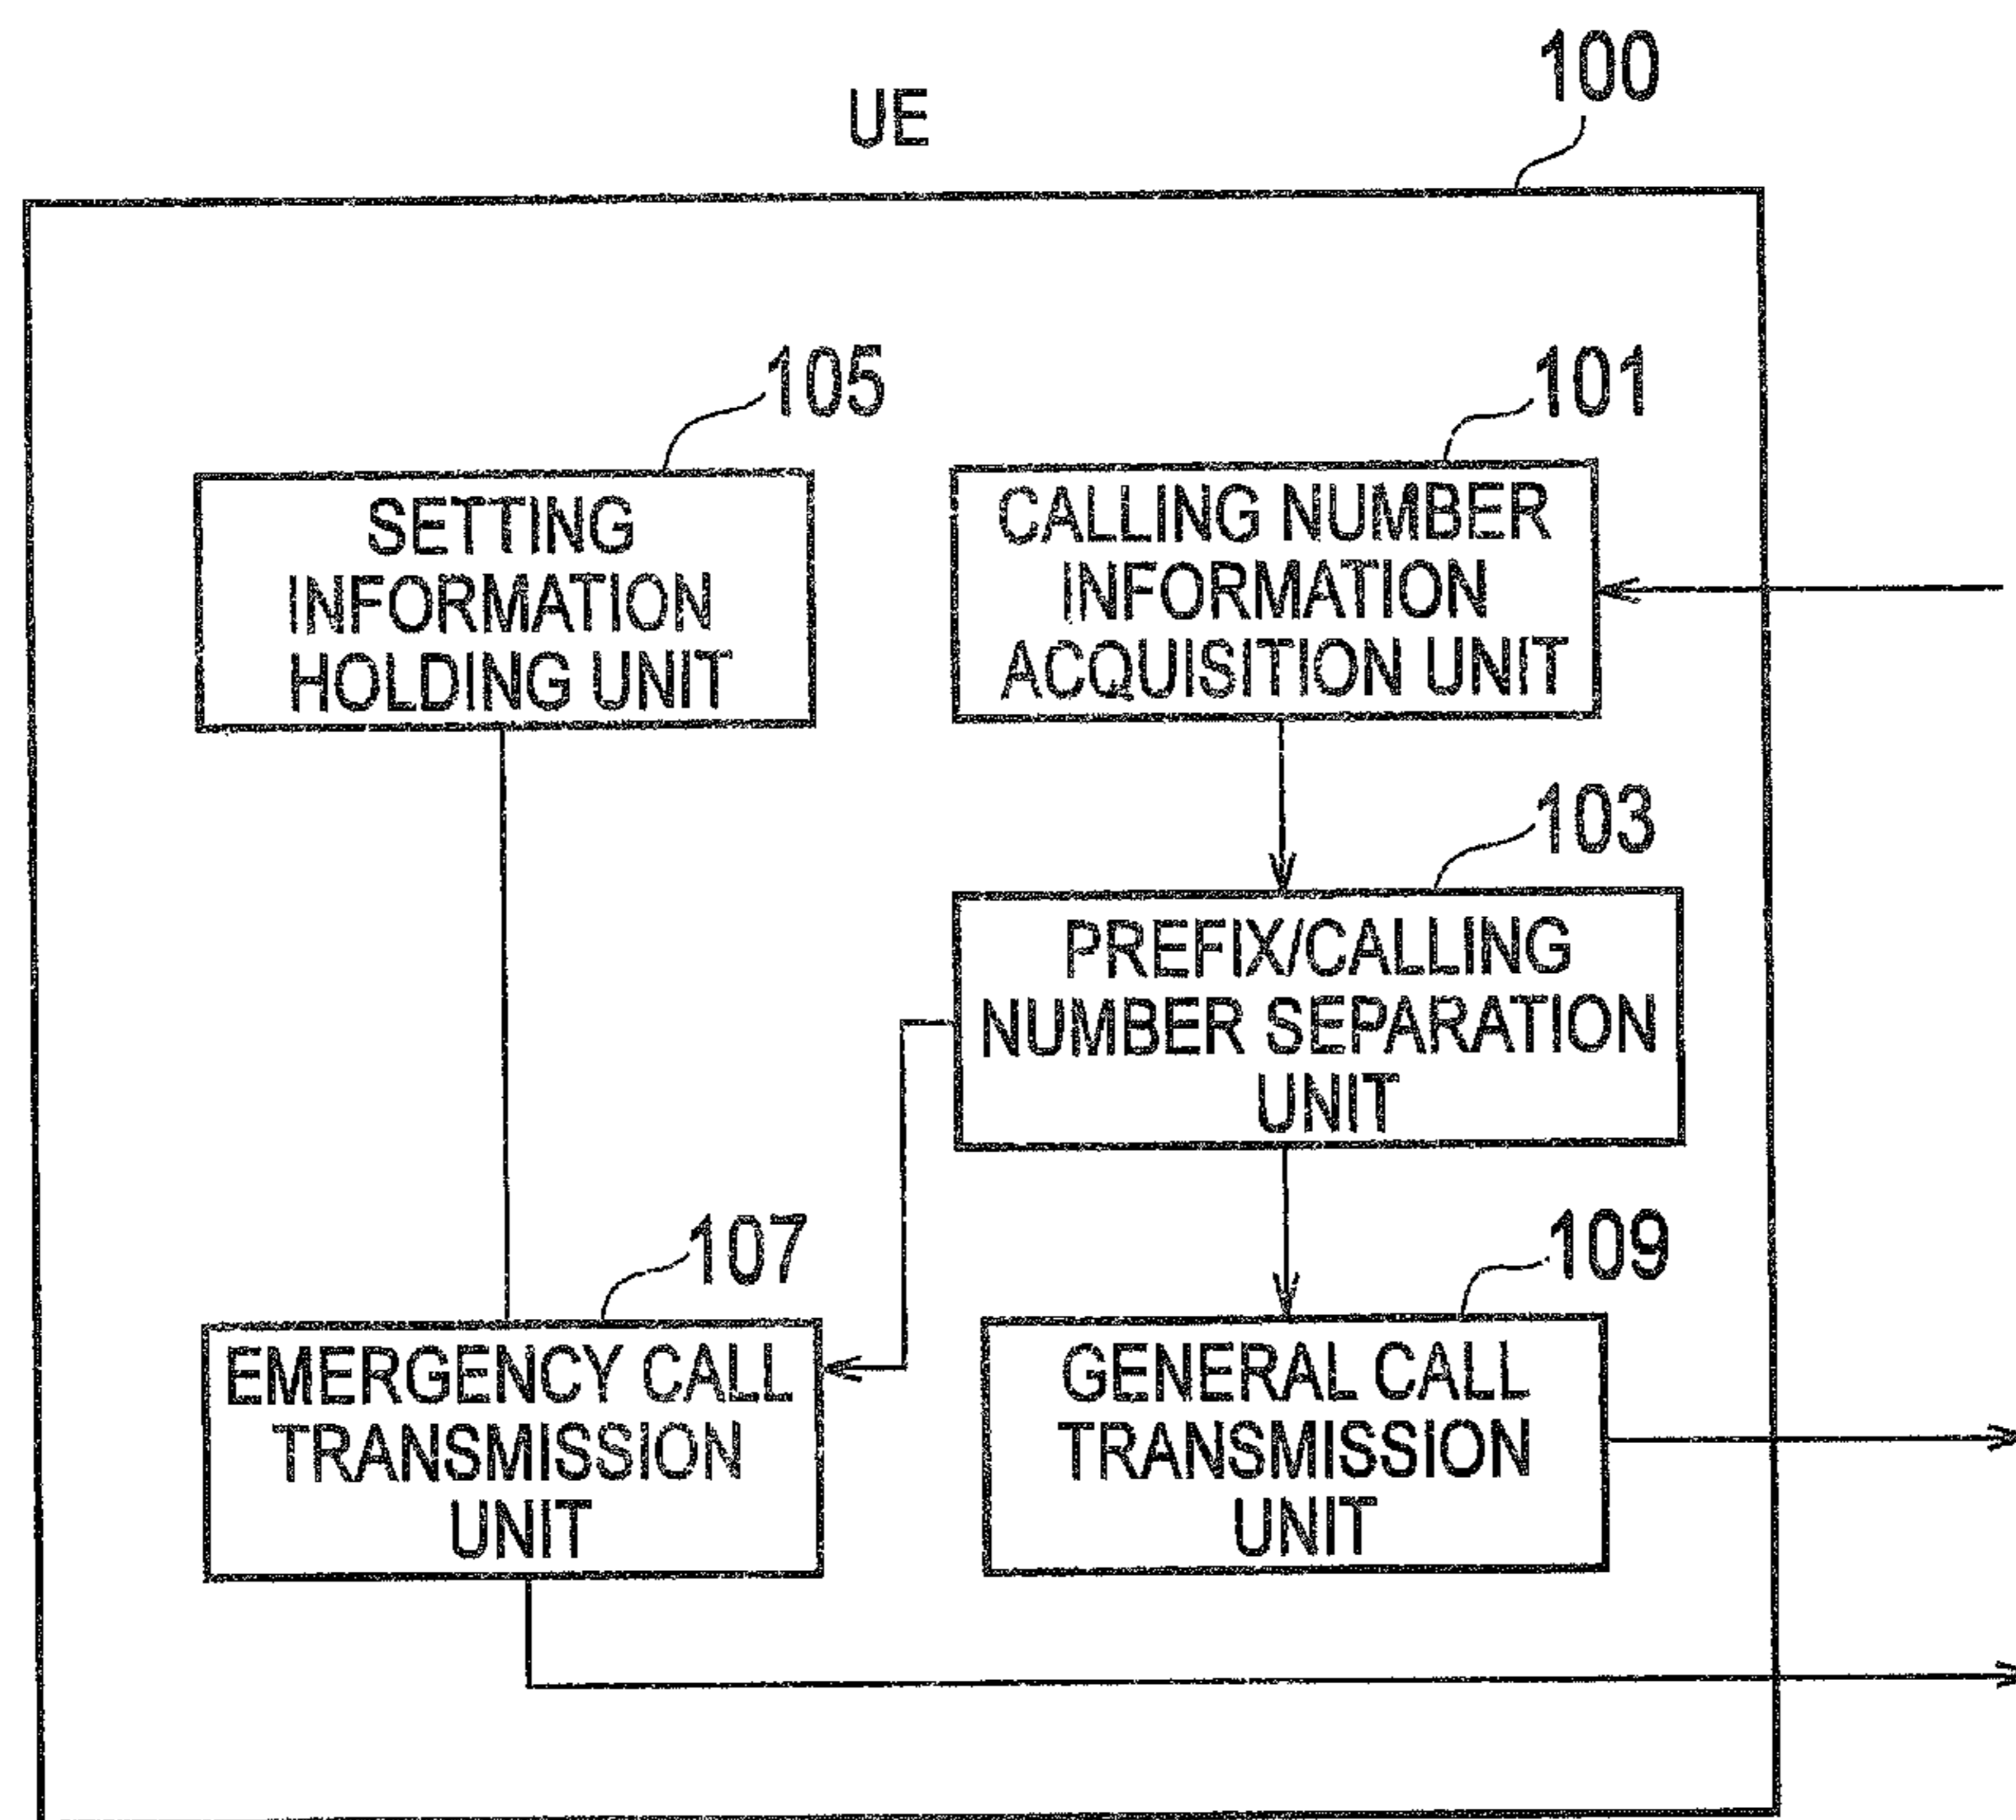 100
UE
105
101
SETTING
INFORMATION
HOLDING UNIT
CALLING NUMBER
INFORMATION
ACQUISITION UNIT
103
PREFIX/CALLING
NUMBER SEPARATION
UNIT
107
109
EMERGENCY CALL
TRANSMISSION
UNIT
GENERAL CALL
TRANSMISSION
UNIT